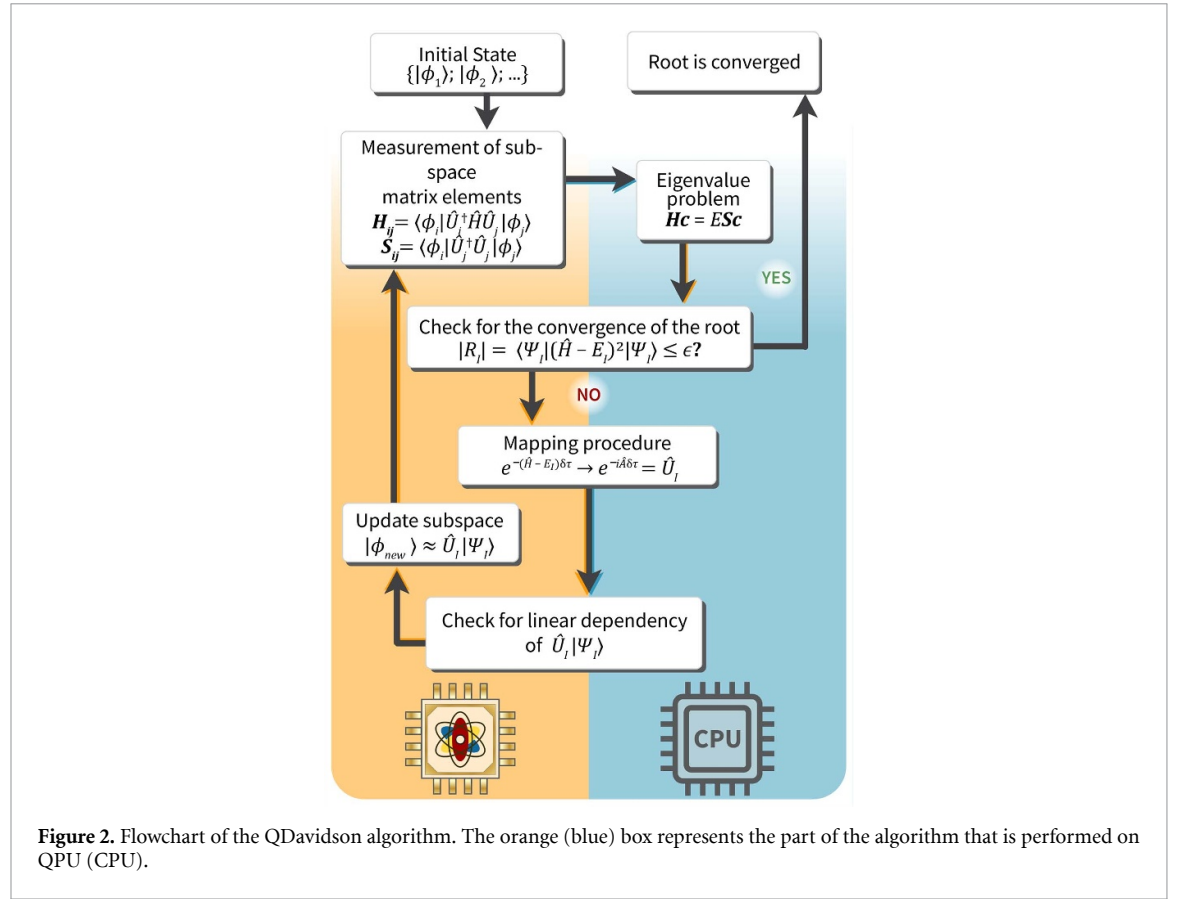 Initial State
{|ϕ₁⟩; |ϕ₂⟩; ...}
Root is converged
Measurement of sub-
space
matrix elements
H_ij = ⟨ϕ_i|Û_j†ĤÛ_j|ϕ_j⟩
S_ij = ⟨ϕ_i|Û_j†Û_j|ϕ_j⟩
Eigenvalue
problem
Hc = ESc
YES
Check for the convergence of the root
|R_I| = ⟨Ψ_I|(Ĥ – E_I)²|Ψ_I⟩ ≤ ϵ?
NO
Mapping procedure
e^{–(Ĥ – E_I)δτ} → e^{–iÂδτ} = Û_I
Update subspace
|ϕ_new⟩ ≈ Û_I|Ψ_I⟩
Check for linear dependency
of Û_I|Ψ_I⟩
CPU
Figure 2. Flowchart of the QDavidson algorithm. The orange (blue) box represents the part of the algorithm that is performed on
QPU (CPU).